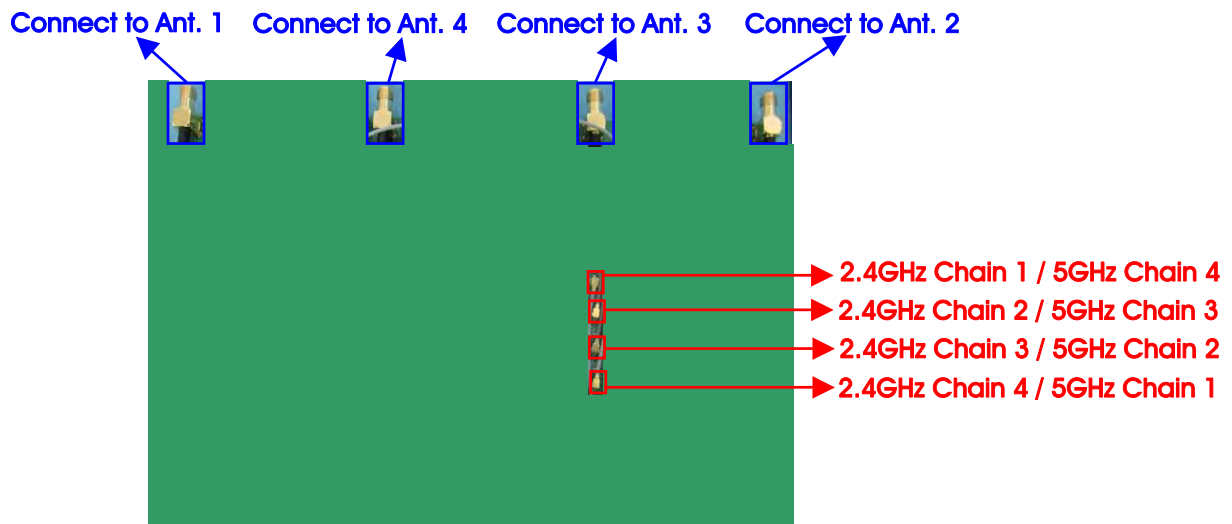 Connect to Ant. 1
Connect to Ant. 4
Connect to Ant. 3
Connect to Ant. 2
2.4GHz Chain 1 / 5GHz Chain 4
2.4GHz Chain 2 / 5GHz Chain 3
2.4GHz Chain 3 / 5GHz Chain 2
2.4GHz Chain 4 / 5GHz Chain 1